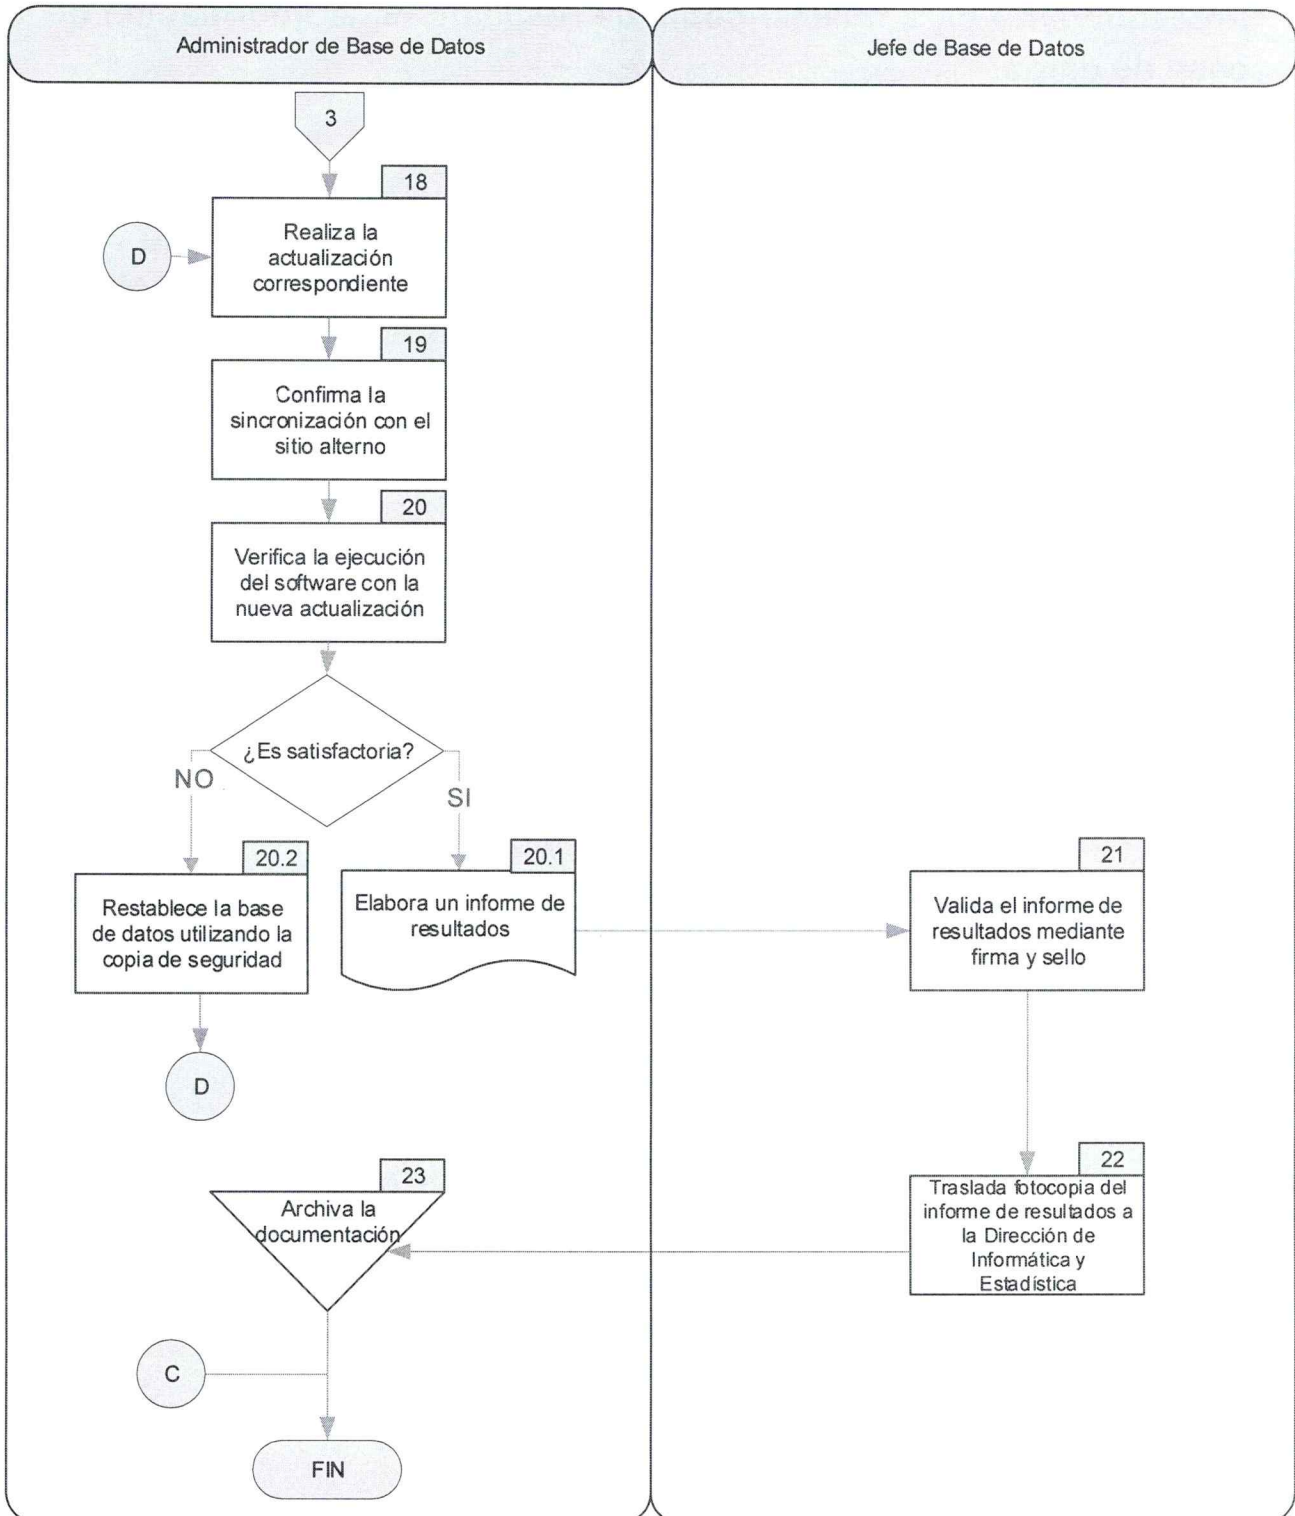 Administrador de Base de Datos
Jefe de Base de Datos
3
18
Realiza la
actualización
correspondiente
D
19
Confirma la
sincronización con el
sitio alterno
20
Verifica la ejecución
del software con la
nueva actualización
¿Es satisfactoria?
NO
SI
20.2
Restablece la base
de datos utilizando la
copia de seguridad
20.1
Elabora un informe de
resultados
21
Valida el informe de
resultados mediante
firma y sello
D
22
Traslada fotocopia del
informe de resultados a
la Dirección de
Informática y
Estadística
23
Archiva la
documentación
C
FIN